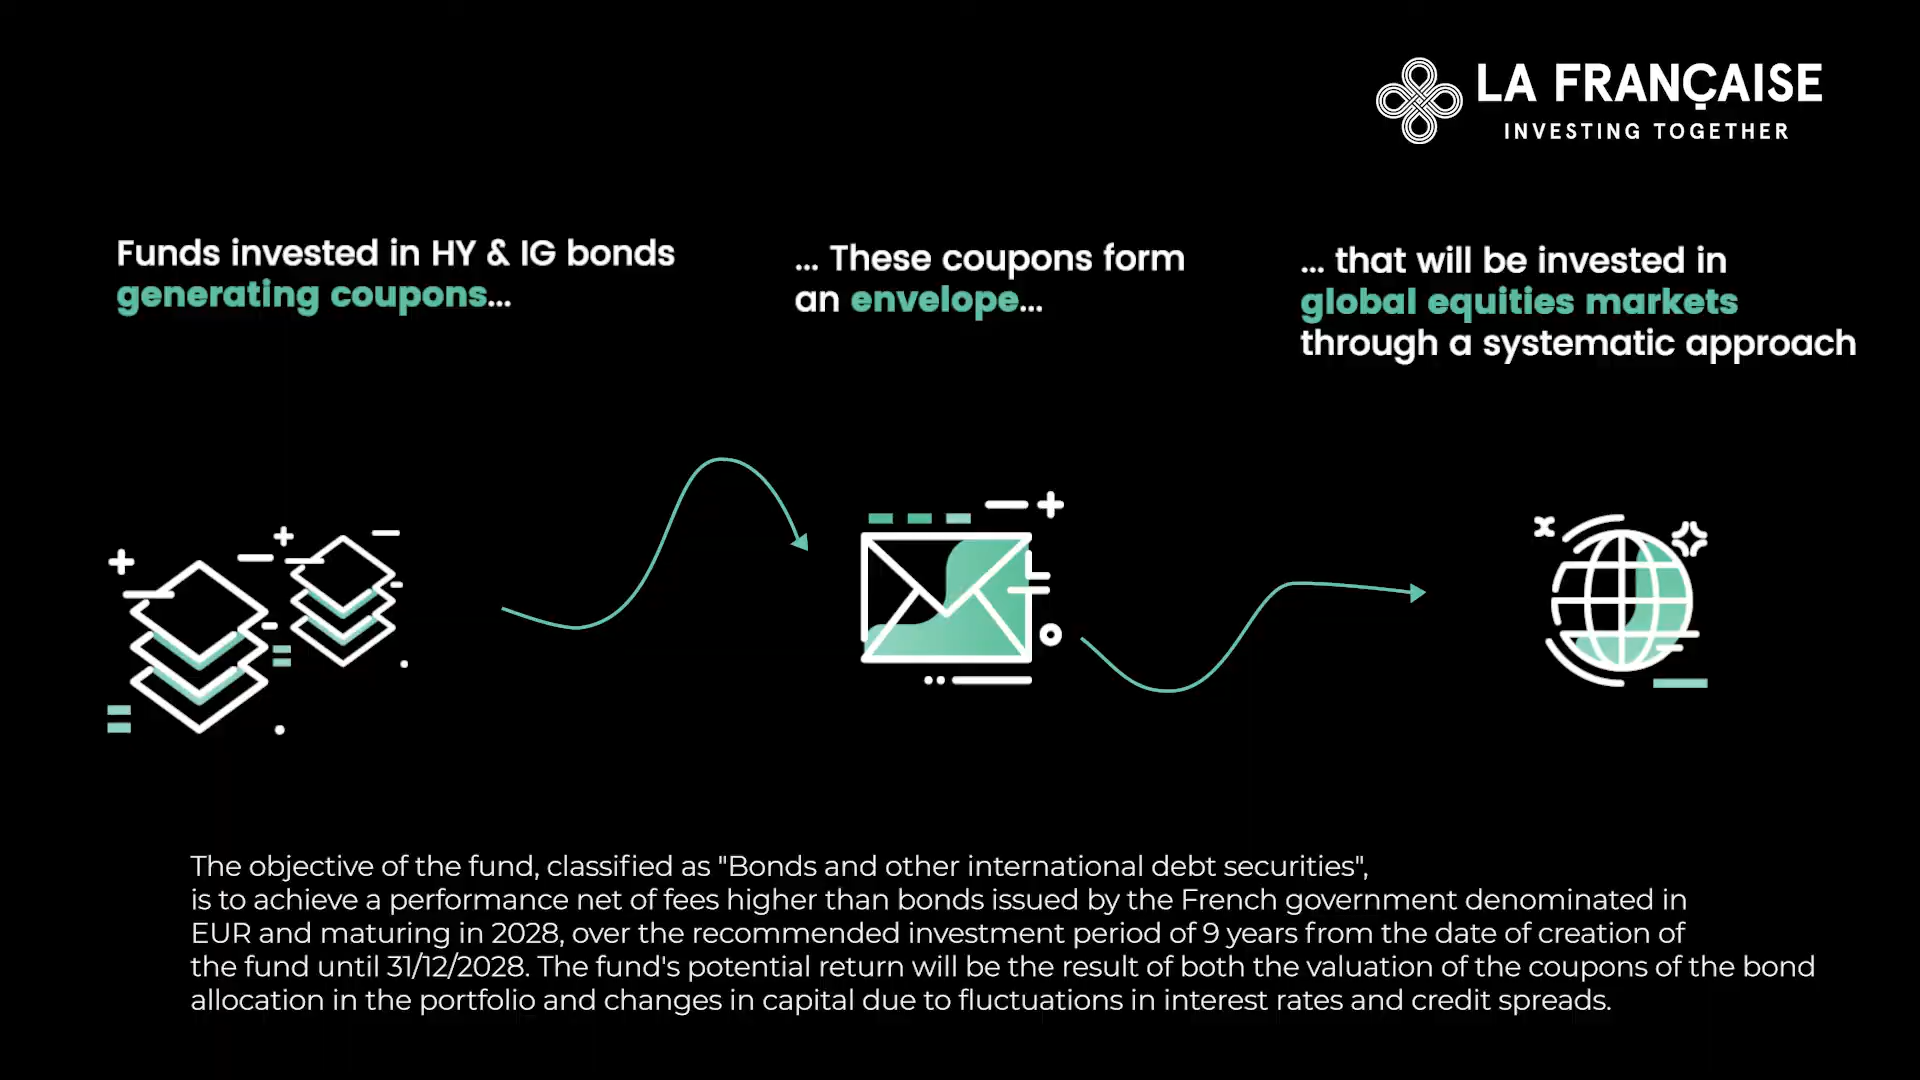 LA FRANÇAISE
INVESTING TOGETHER
Funds invested in HY & IG bonds
generating coupons...
... These coupons form
an envelope...
... that will be invested in
global equities markets
through a systematic approach
The objective of the fund, classified as "Bonds and other international debt securities",
is to achieve a performance net of fees higher than bonds issued by the French government denominated in
EUR and maturing in 2028, over the recommended investment period of 9 years from the date of creation of
the fund until 31/12/2028. The fund's potential return will be the result of both the valuation of the coupons of the bond
allocation in the portfolio and changes in capital due to fluctuations in interest rates and credit spreads.